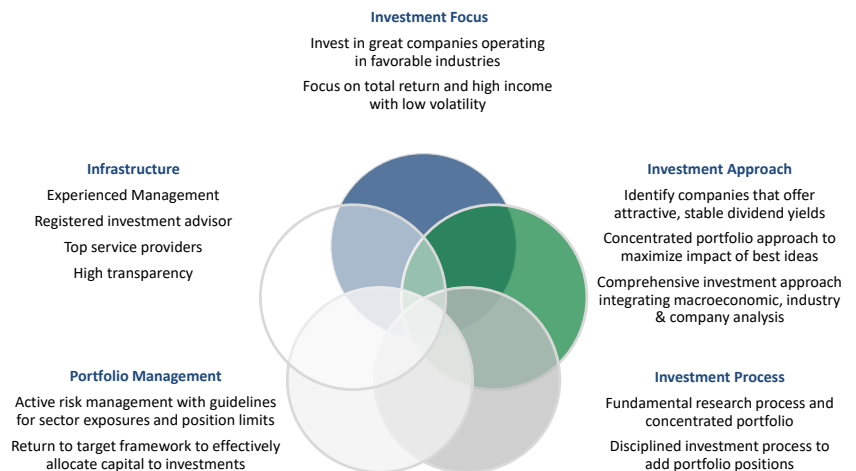 Investment Focus
Invest in great companies operating
in favorable industries
Focus on total return and high income
with low volatility
Infrastructure
Experienced Management
Registered investment advisor
Top service providers
High transparency
Investment Approach
Identify companies that offer
attractive, stable dividend yields
Concentrated portfolio approach to
maximize impact of best ideas
Comprehensive investment approach
integrating macroeconomic, industry
& company analysis
Portfolio Management
Active risk management with guidelines
for sector exposures and position limits
Return to target framework to effectively
allocate capital to investments
Investment Process
Fundamental research process and
concentrated portfolio
Disciplined investment process to
add portfolio positions